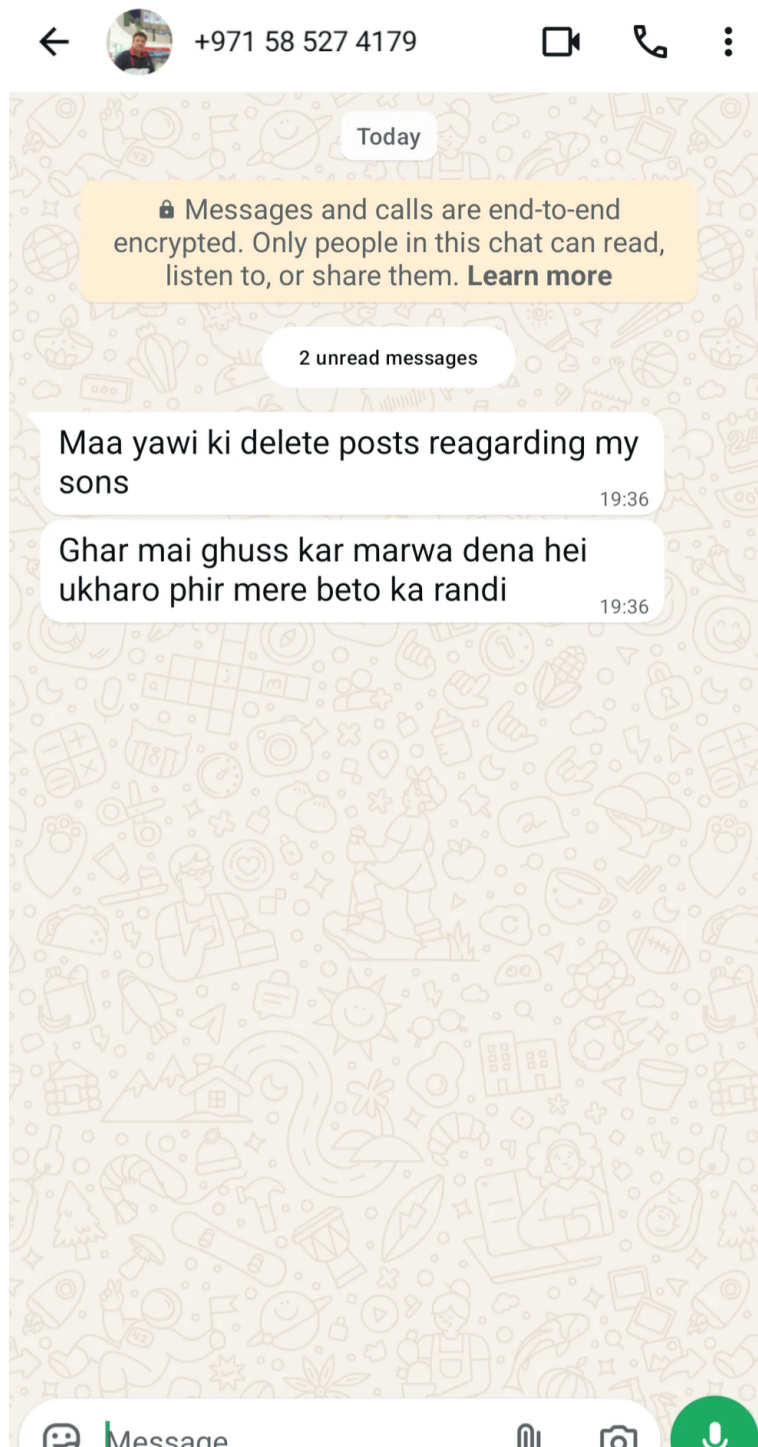 +971 58 527 4179
Today
Messages and calls are end-to-end
encrypted. Only people in this chat can read,
listen to, or share them. Learn more
2 unread messages
Maa yawi ki delete posts reagarding my
sons
19:36
Ghar mai ghuss kar marwa dena hei
ukharo phir mere beto ka randi
19:36
Message